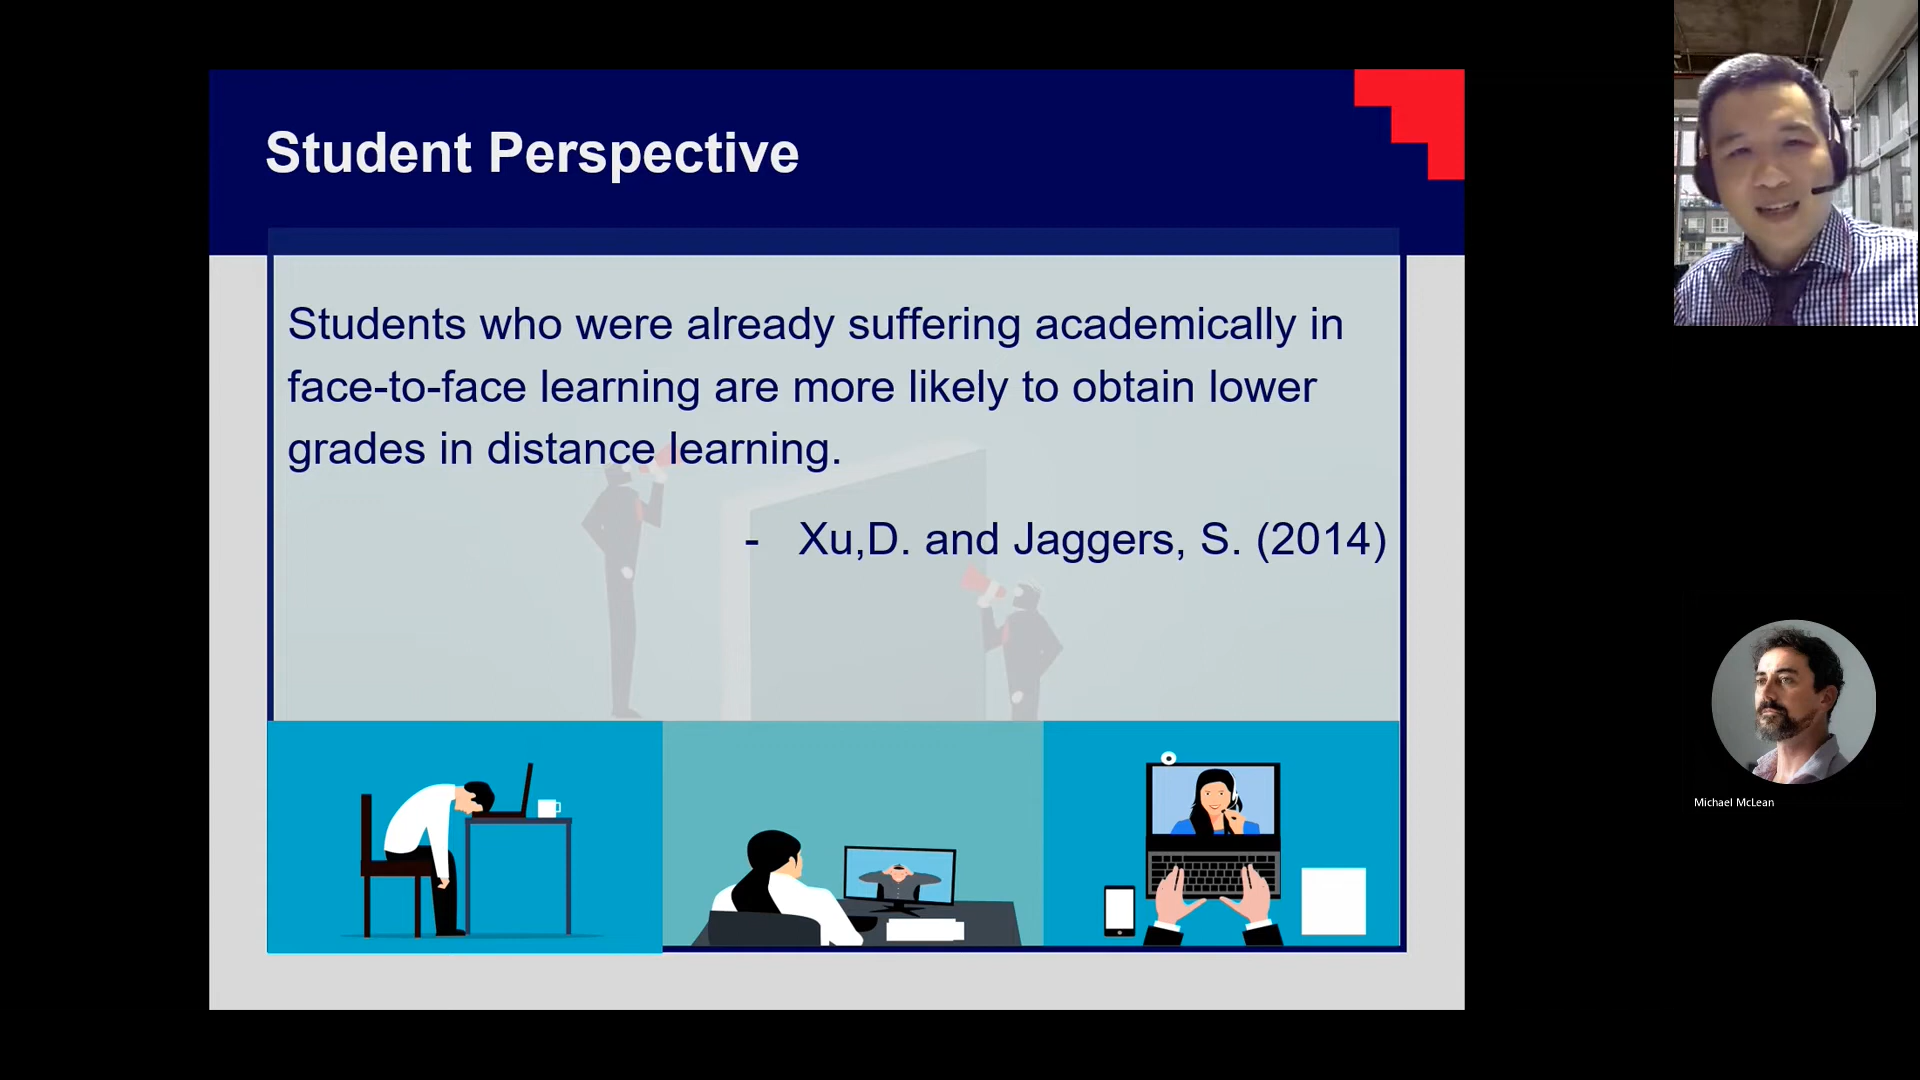 Student Perspective
Students who were already suffering academically in
face-to-face learning are more likely to obtain lower
grades in distance learning.
- Xu,D. and Jaggers, S. (2014)
Michael McLean